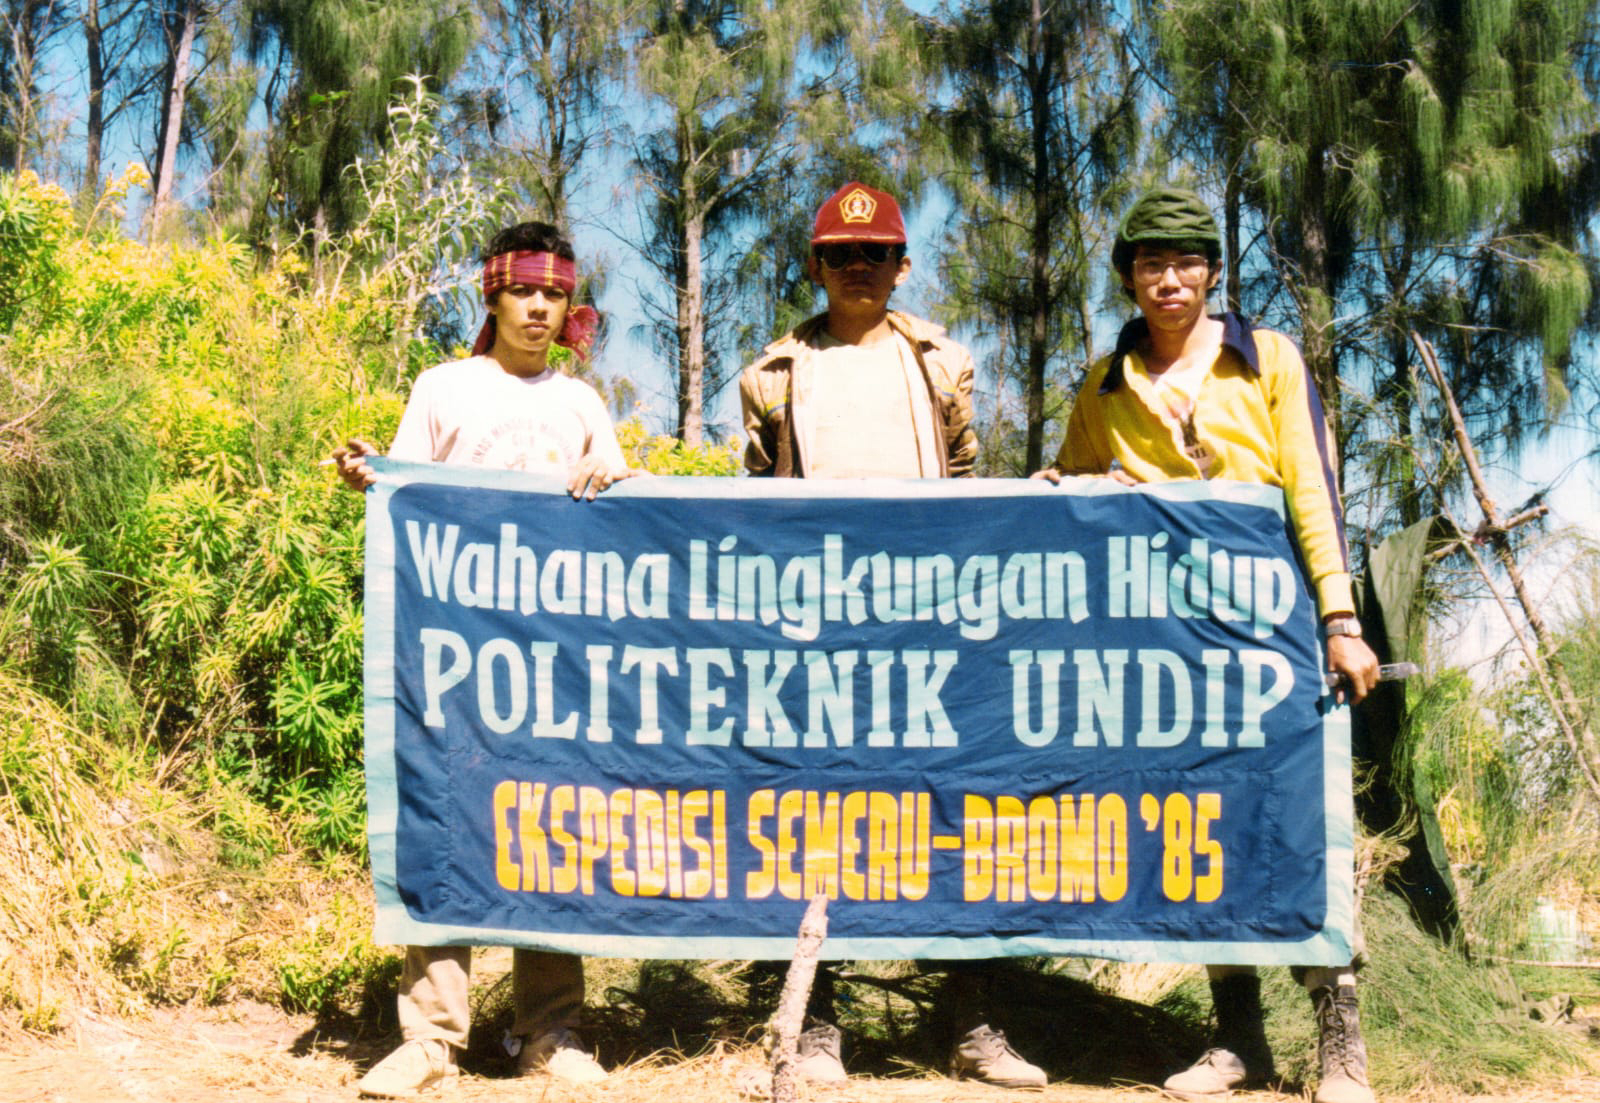 Wahana Lingkungan Hidup
POLITEKNIK UNDIP
EKSPEDISI SEMERU-BROMO '85